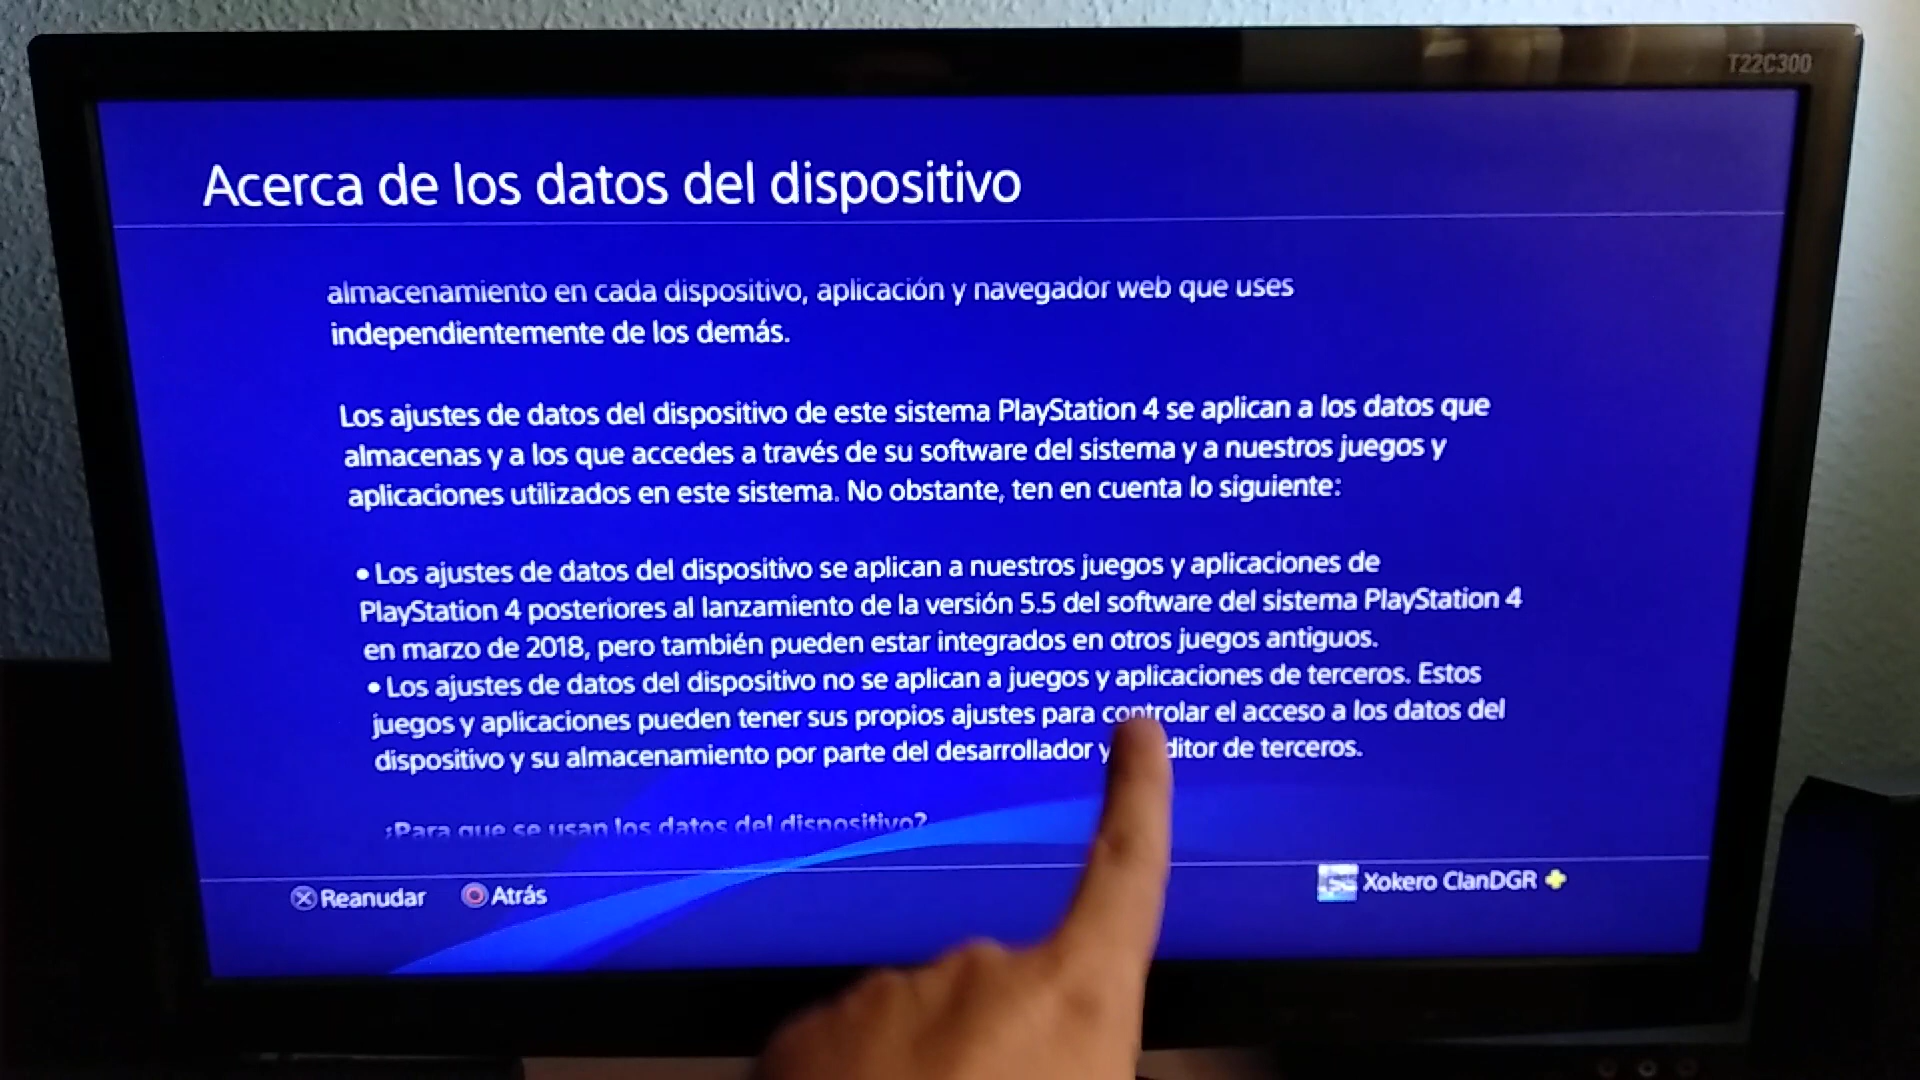 T22C300
Acerca de los datos del dispositivo
almacenamiento en cada dispositivo, aplicación y navegador web que uses
independientemente de los demás.
Los ajustes de datos del dispositivo de este sistema PlayStation 4 se aplican a los datos que
almacenas y a los que accedes a través de su software del sistema y a nuestros juegos y
aplicaciones utilizados en este sistema. No obstante, ten en cuenta lo siguiente:
• Los ajustes de datos del dispositivo se aplican a nuestros juegos y aplicaciones de
PlayStation 4 posteriores al lanzamiento de la versión 5.5 del software del sistema PlayStation 4
en marzo de 2018, pero también pueden estar integrados en otros juegos antiguos.
• Los ajustes de datos del dispositivo no se aplican a juegos y aplicaciones de terceros. Estos
juegos y aplicaciones pueden tener sus propios ajustes para controlar el acceso a los datos del
dispositivo y su almacenamiento por parte del desarrollador y ditor de terceros.
¿Para que se usan los datos del dispositivo?
Reanudar Atrás
Xokero ClanDGR